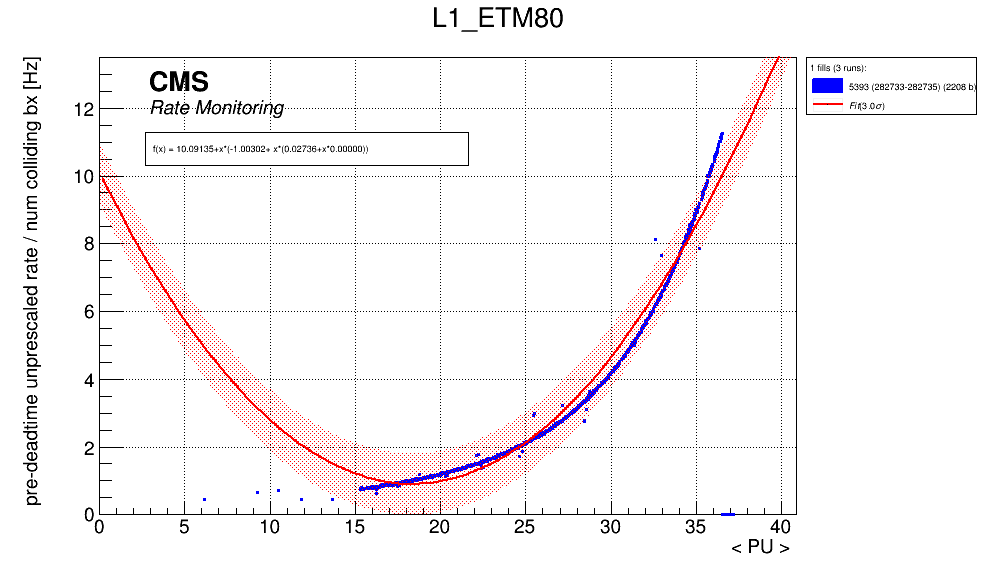 L1_ETM80
pre-deadtime unprescaled rate / num colliding bx [Hz]
CMS
Rate Monitoring
f(x) = 10.09135+x*(-1.00302+ x*(0.02736+x*0.00000))
12
10
8
6
4
2
0
0 5 10 15 20 25 30 35 40
< PU >
1 fills (3 runs):
5393 (282733-282735) (2208 b)
Fit(3.0σ)